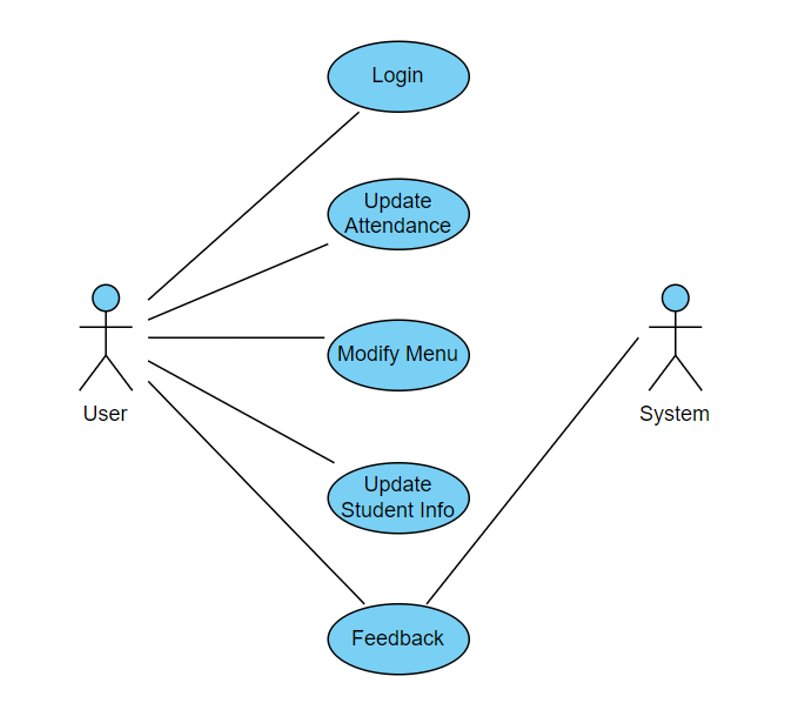 Login
Update
Attendance
Modify Menu
User
System
Update
Student Info
Feedback